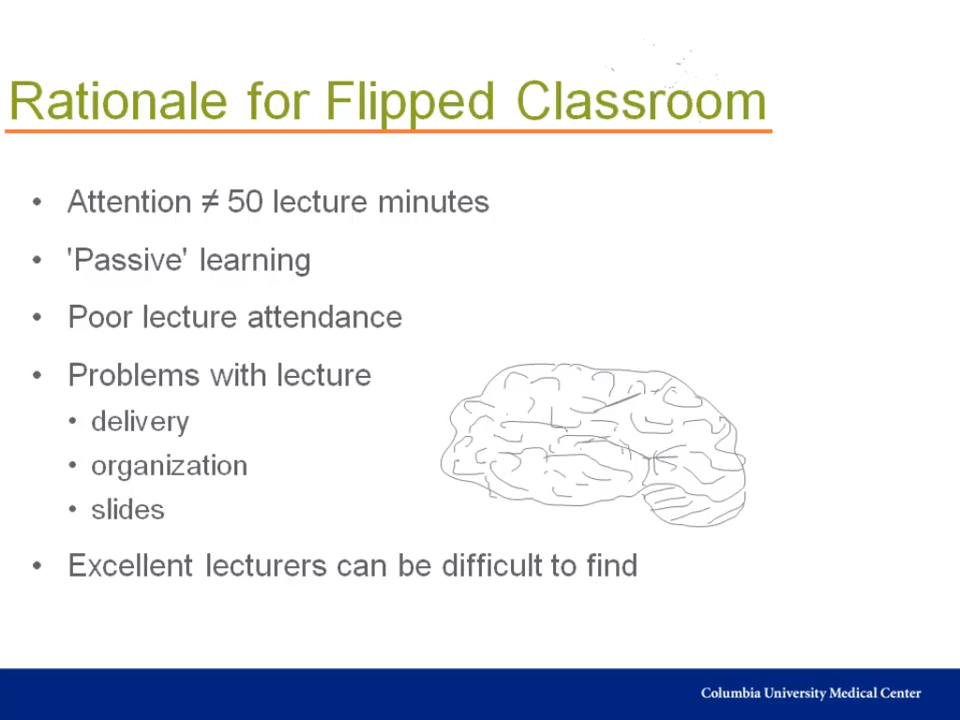 Rationale for Flipped Classroom
• Attention ≠ 50 lecture minutes
• 'Passive' learning
• Poor lecture attendance
• Problems with lecture
• delivery
• organization
• slides
• Excellent lecturers can be difficult to find
Columbia University Medical Center